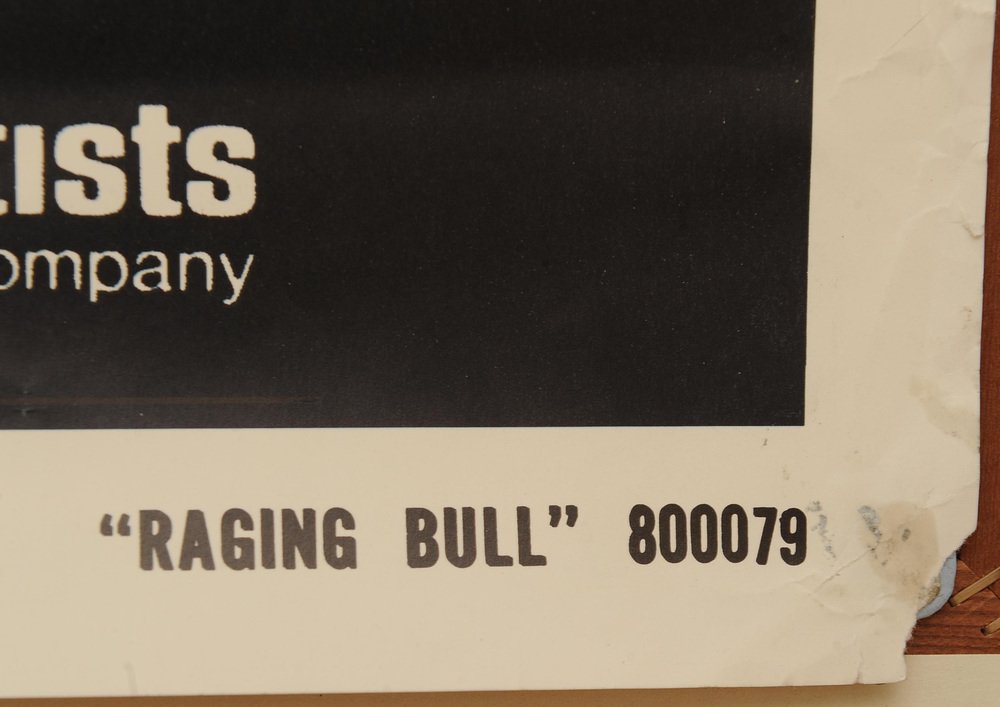 tists
ompany
“RAGING BULL” 800079